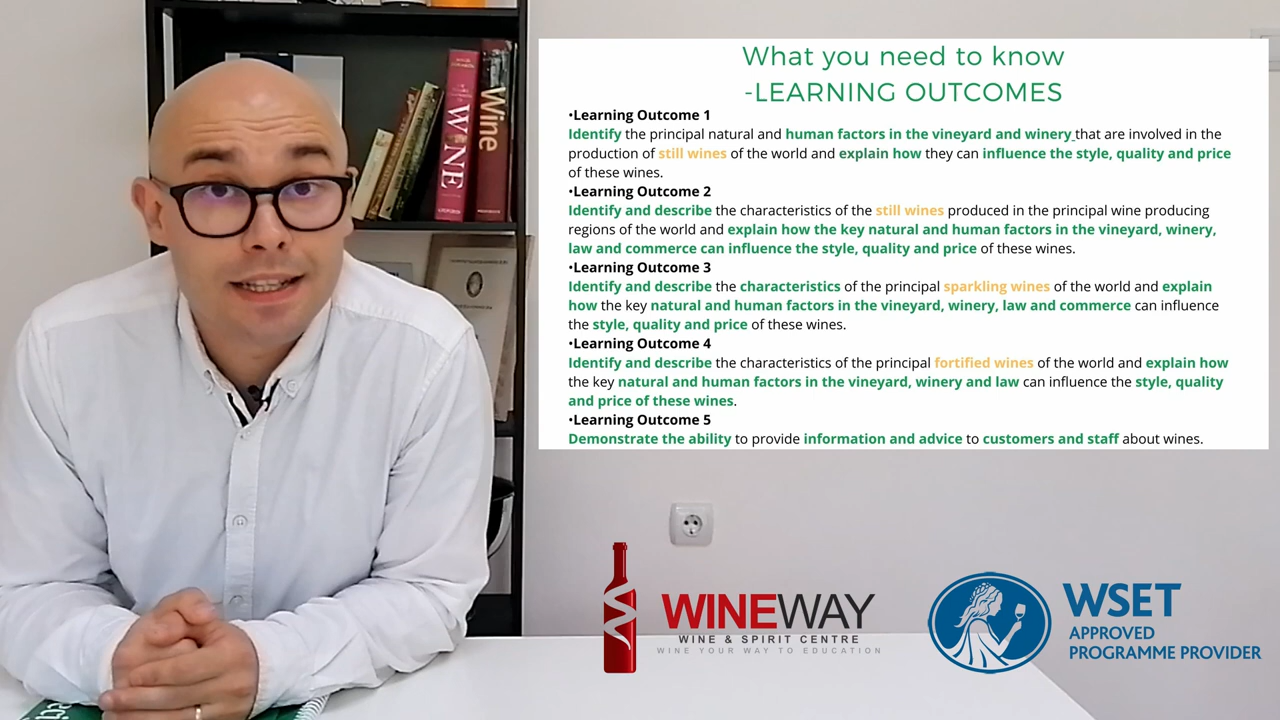 What you need to know
-LEARNING OUTCOMES
•Learning Outcome 1
Identify the principal natural and human factors in the vineyard and winery that are involved in the
production of still wines of the world and explain how they can influence the style, quality and price
of these wines.
•Learning Outcome 2
Identify and describe the characteristics of the still wines produced in the principal wine producing
regions of the world and explain how the key natural and human factors in the vineyard, winery,
law and commerce can influence the style, quality and price of these wines.
•Learning Outcome 3
Identify and describe the characteristics of the principal sparkling wines of the world and explain
how the key natural and human factors in the vineyard, winery, law and commerce can influence
the style, quality and price of these wines.
•Learning Outcome 4
Identify and describe the characteristics of the principal fortified wines of the world and explain how
the key natural and human factors in the vineyard, winery and law can influence the style, quality
and price of these wines.
•Learning Outcome 5
Demonstrate the ability to provide information and advice to customers and staff about wines.
WINE
Wine
WINEWAY
WINE & SPIRIT CENTRE
WINE YOUR WAY TO EDUCATION
WSET
APPROVED
PROGRAMME PROVIDER